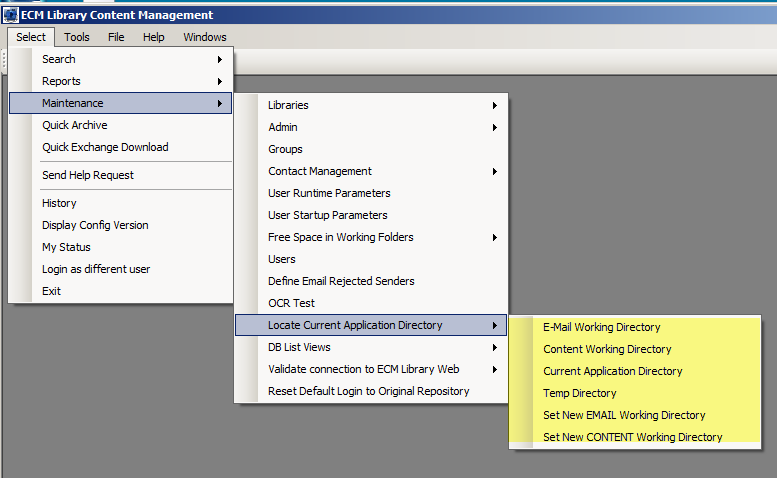 ECM Library Content Management
Select Tools File Help Windows
Search
Reports
Maintenance
Quick Archive
Quick Exchange Download
Send Help Request
History
Display Config Version
My Status
Login as different user
Exit
Libraries
Admin
Groups
Contact Management
User Runtime Parameters
User Startup Parameters
Free Space in Working Folders
Users
Define Email Rejected Senders
OCR Test
Locate Current Application Directory
DB List Views
Validate connection to ECM Library Web
Reset Default Login to Original Repository
E-Mail Working Directory
Content Working Directory
Current Application Directory
Temp Directory
Set New EMAIL Working Directory
Set New CONTENT Working Directory